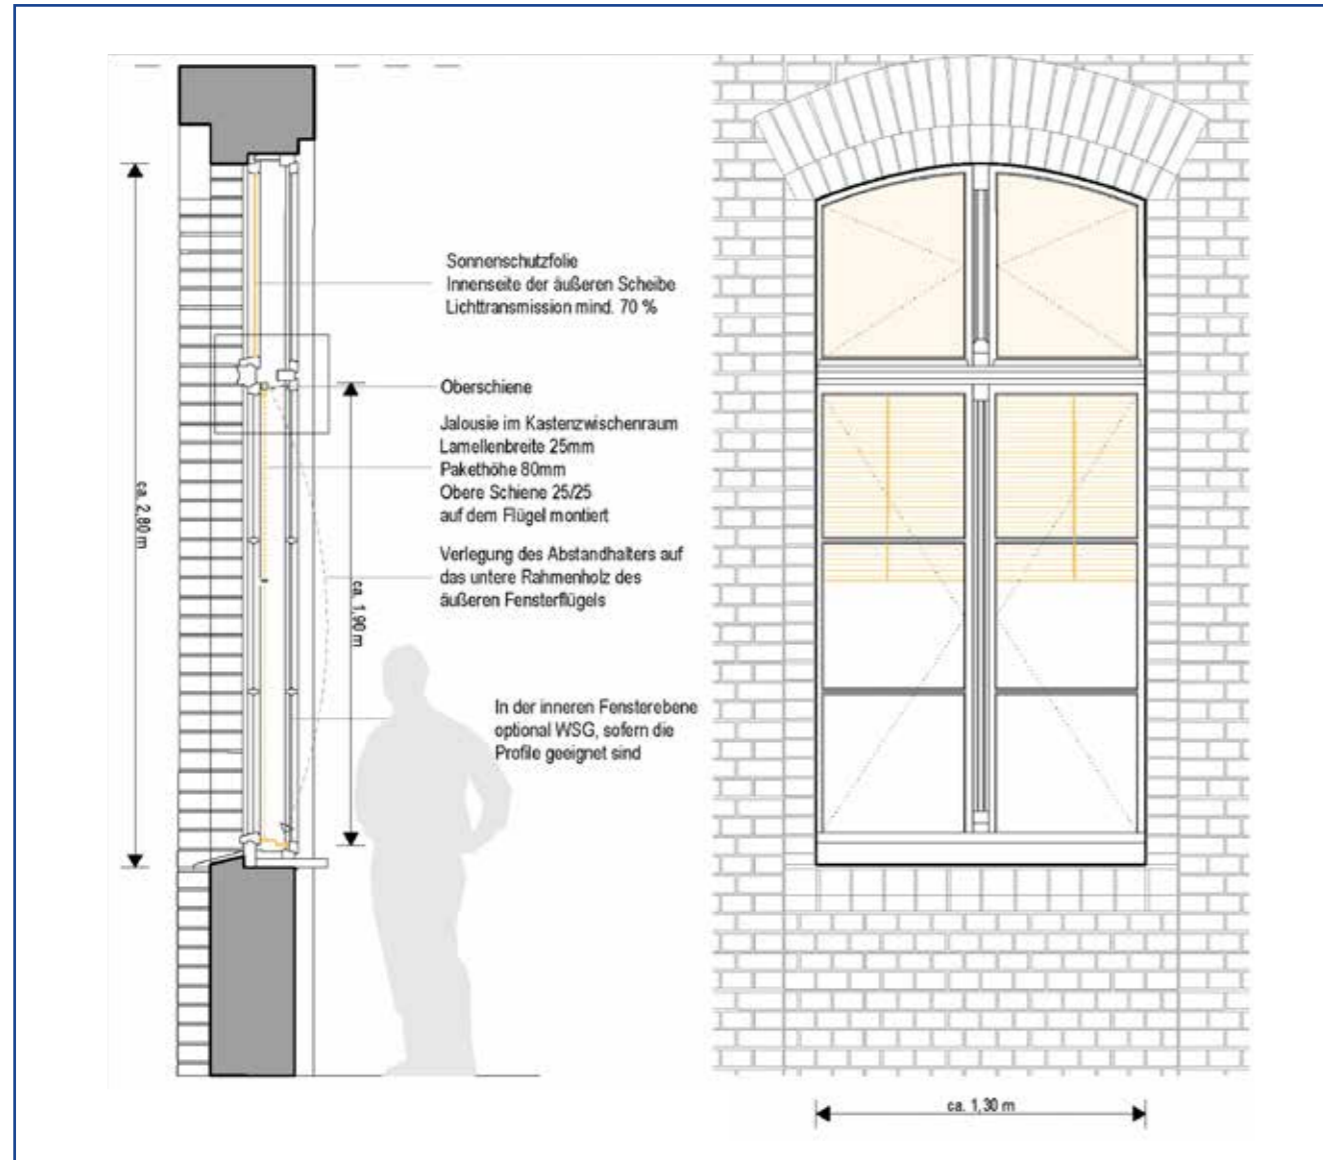 Sonnenschutzfolie
Innenseite der äußeren Scheibe
Lichttransmission mind. 70 %
Oberschiene
Jalousie im Kastenzwischenraum
Lamellenbreite 25mm
Pakethöhe 80mm
Obere Schiene 25/25
auf dem Flügel montiert
Verlegung des Abstandhalters auf
das untere Rahmenholz des
äußeren Fensterflügels
In der inneren Fensterebene
optional WSG, sofern die
Profile geeignet sind
ca. 2,80 m
ca. 1,90 m
ca. 1,30 m